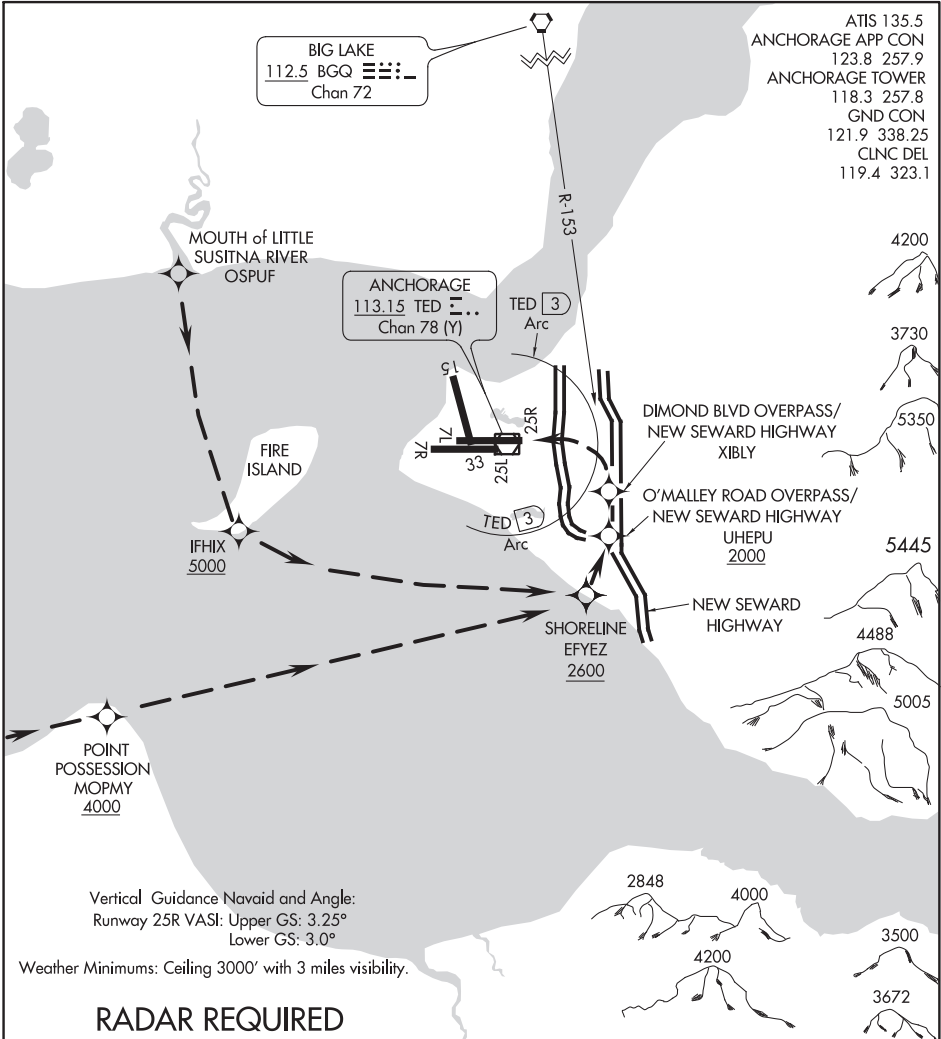 BIG LAKE
112.5 BGQ
Chan 72
ATIS 135.5
ANCHORAGE APP CON
123.8 257.9
ANCHORAGE TOWER
118.3 257.8
GND CON
121.9 338.25
CLNC DEL
119.4 323.1
R-153
MOUTH of LITTLE
SUSITNA RIVER
OSPUF
ANCHORAGE
113.15 TED
Chan 78 (Y)
TED 3
Arc
4200
3730
5350
15
7L
7R
33
25L
25R
DIMOND BLVD OVERPASS/
NEW SEWARD HIGHWAY
XIBLY
FIRE
ISLAND
TED 3
Arc
O'MALLEY ROAD OVERPASS/
NEW SEWARD HIGHWAY
UHEPU
2000
IFHIX
5000
5445
NEW SEWARD
HIGHWAY
SHORELINE
EFYEZ
2600
4488
5005
POINT
POSSESSION
MOPMY
4000
Vertical Guidance Navaid and Angle:
Runway 25R VASI: Upper GS: 3.25°
Lower GS: 3.0°
Weather Minimums: Ceiling 3000' with 3 miles visibility.
RADAR REQUIRED
2848
4000
4200
3500
3672